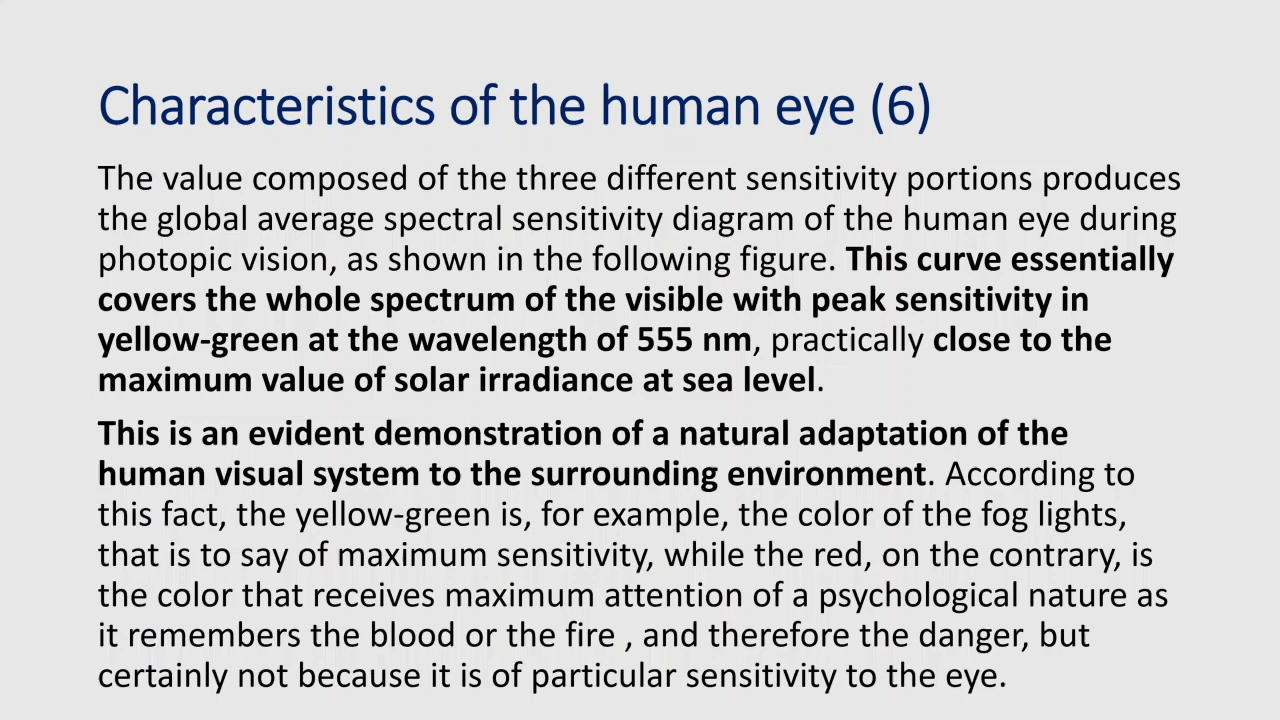 Characteristics of the human eye (6)
The value composed of the three different sensitivity portions produces
the global average spectral sensitivity diagram of the human eye during
photopic vision, as shown in the following figure. This curve essentially
covers the whole spectrum of the visible with peak sensitivity in
yellow-green at the wavelength of 555 nm, practically close to the
maximum value of solar irradiance at sea level.
This is an evident demonstration of a natural adaptation of the
human visual system to the surrounding environment. According to
this fact, the yellow-green is, for example, the color of the fog lights,
that is to say of maximum sensitivity, while the red, on the contrary, is
the color that receives maximum attention of a psychological nature as
it remembers the blood or the fire , and therefore the danger, but
certainly not because it is of particular sensitivity to the eye.